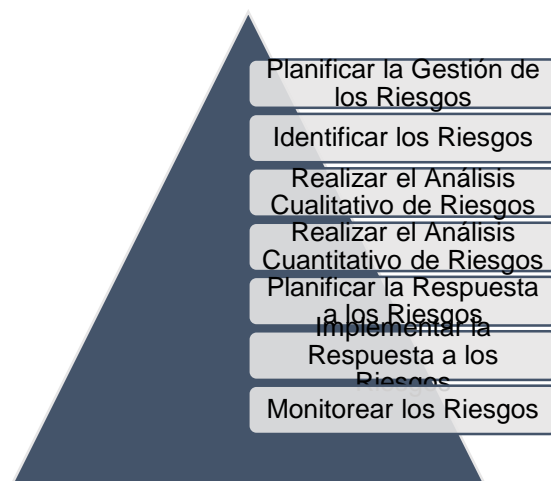 Planificar la Gestión de
los Riesgos
Identificar los Riesgos
Realizar el Análisis
Cualitativo de Riesgos
Realizar el Análisis
Cuantitativo de Riesgos
Planificar la Respuesta
a los Riesgos
Implementar la
Respuesta a los
Riesgos
Monitorear los Riesgos